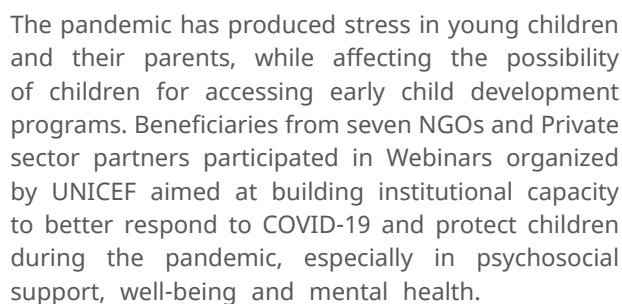 The pandemic has produced stress in young children
and their parents, while affecting the possibility
of children for accessing early child development
programs. Beneficiaries from seven NGOs and Private
sector partners participated in Webinars organized
by UNICEF aimed at building institutional capacity
to better respond to COVID-19 and protect children
during the pandemic, especially in psychosocial
support, well-being and mental health.